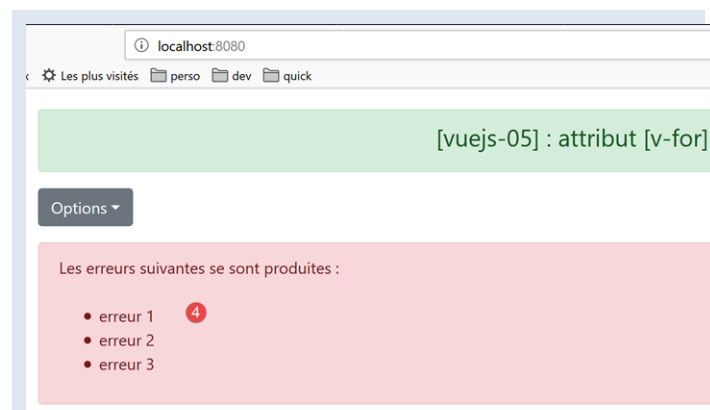 localhost:8080
Les plus visités perso dev quick
[vuejs-05] : attribut [v-for]
Options
Les erreurs suivantes se sont produites :
erreur 1 4
erreur 2
erreur 3